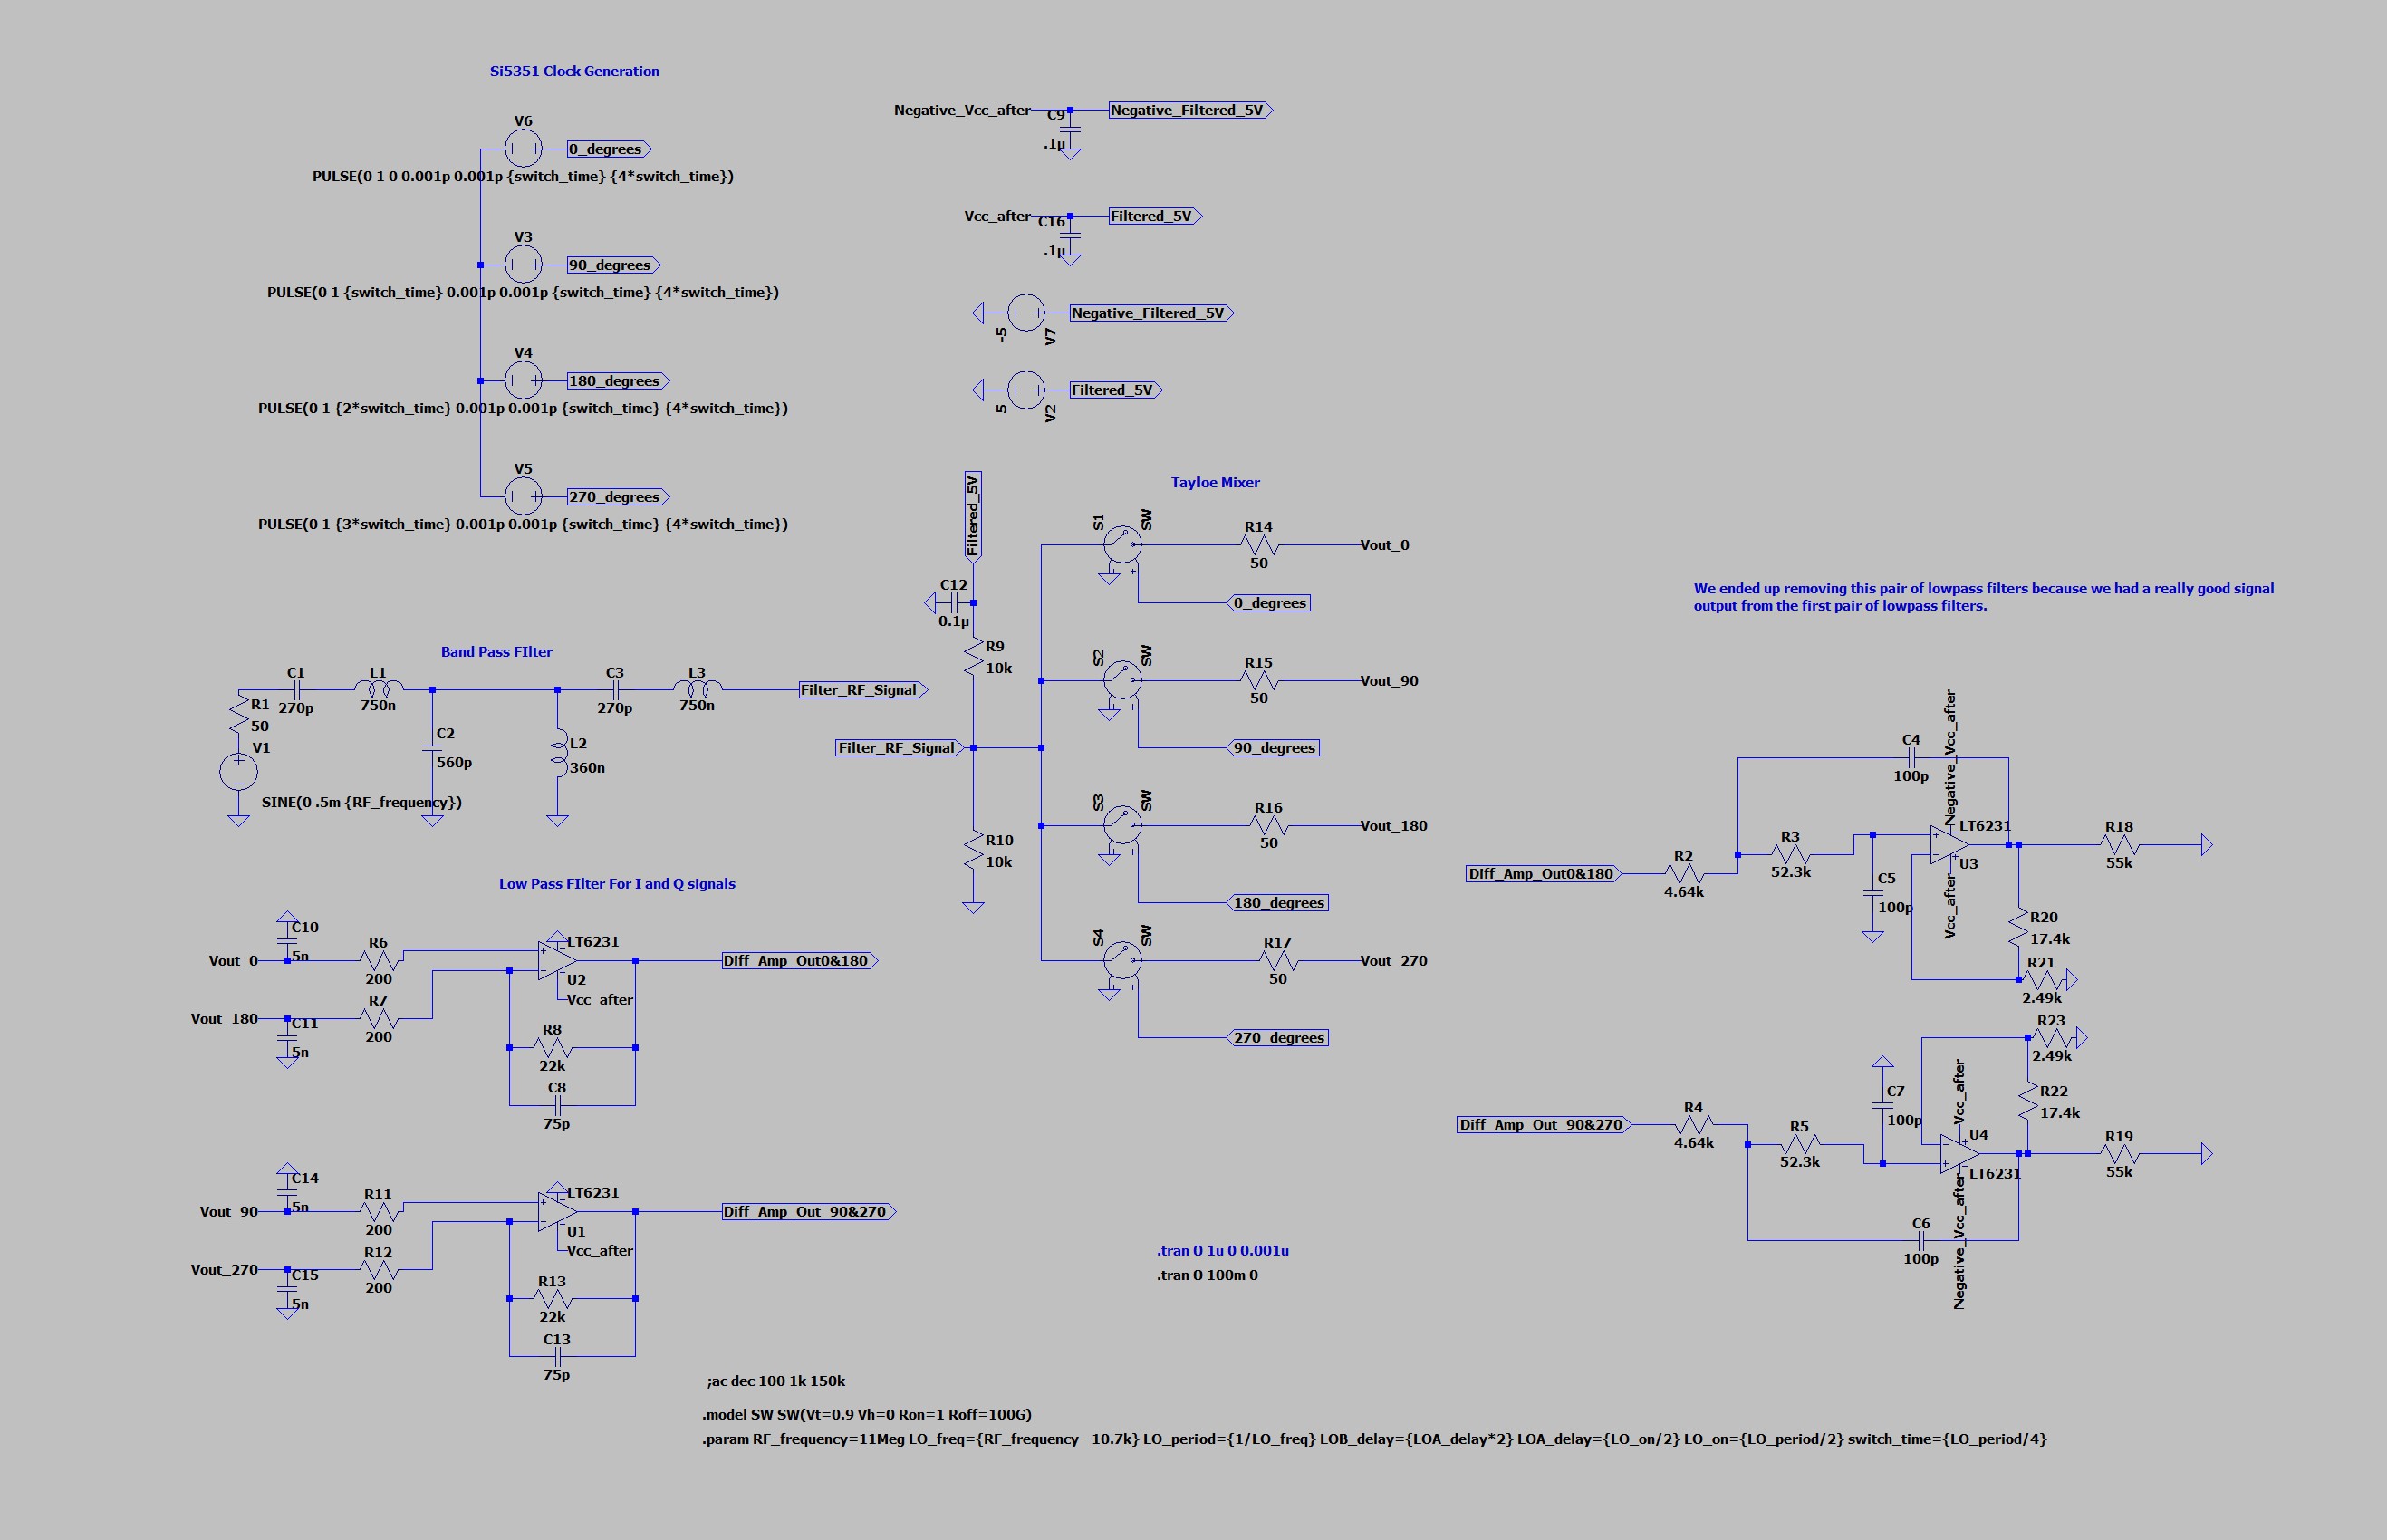 Si5351 Clock Generation
V6
0_degrees
PULSE(0 1 0 0.001p 0.001p {switch_time} {4*switch_time})
V3
90_degrees
PULSE(0 1 {switch_time} 0.001p 0.001p {switch_time} {4*switch_time})
V4
180_degrees
PULSE(0 1 {2*switch_time} 0.001p 0.001p {switch_time} {4*switch_time})
V5
270_degrees
PULSE(0 1 {3*switch_time} 0.001p 0.001p {switch_time} {4*switch_time})
Negative_Vcc_after
C9
.1µ
Negative_Filtered_5V
Vcc_after
C16
.1µ
Filtered_5V
-5
V7
Negative_Filtered_5V
5
V2
Filtered_5V
Band Pass FIlter
C1
270p
L1
750n
C3
270p
L3
750n
Filter_RF_Signal
R1
50
V1
SINE(0 .5m {RF_frequency})
C2
560p
L2
360n
Tayloe Mixer
Filtered_5V
C12
0.1µ
R9
10k
Filter_RF_Signal
R10
10k
S1
SW
R14
50
Vout_0
0_degrees
S2
SW
R15
50
Vout_90
90_degrees
S3
SW
R16
50
Vout_180
180_degrees
S4
SW
R17
50
Vout_270
270_degrees
Low Pass FIlter For I and Q signals
C10
5n
Vout_0
R6
200
LT6231
U2
Vcc_after
Diff_Amp_Out0&180
Vout_180
C11
5n
R7
200
R8
22k
C8
75p
C14
5n
Vout_90
R11
200
LT6231
U1
Vcc_after
Diff_Amp_Out_90&270
Vout_270
C15
5n
R12
200
R13
22k
C13
75p
We ended up removing this pair of lowpass filters because we had a really good signal
output from the first pair of lowpass filters.
C4
100p
Negative_Vcc_after
Diff_Amp_Out0&180
R2
4.64k
R3
52.3k
C5
100p
LT6231
U3
Vcc_after
R18
55k
R20
17.4k
R21
2.49k
R23
2.49k
Diff_Amp_Out_90&270
R4
4.64k
R5
52.3k
C7
100p
Vcc_after
U4
LT6231
Negative_Vcc_after
R22
17.4k
R19
55k
C6
100p
.tran 0 1u 0 0.001u
.tran 0 100m 0
;ac dec 100 1k 150k
.model SW SW(Vt=0.9 Vh=0 Ron=1 Roff=100G)
.param RF_frequency=11Meg LO_freq={RF_frequency - 10.7k} LO_period={1/LO_freq} LOB_delay={LOA_delay*2} LOA_delay={LO_on/2} LO_on={LO_period/2} switch_time={LO_period/4}